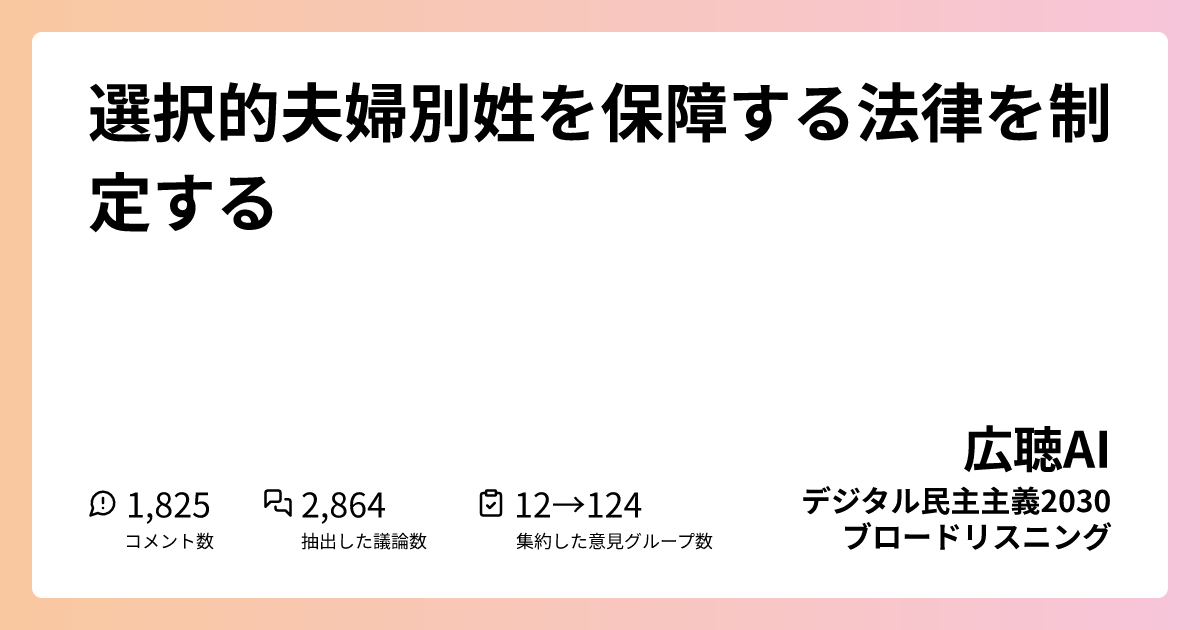 選択的夫婦別姓を保障する法律を制
定する
広聴AI
デジタル民主主義2030
ブロードリスニング
1,825
コメント数
2,864
抽出した議論数
12→124
集約した意見グループ数